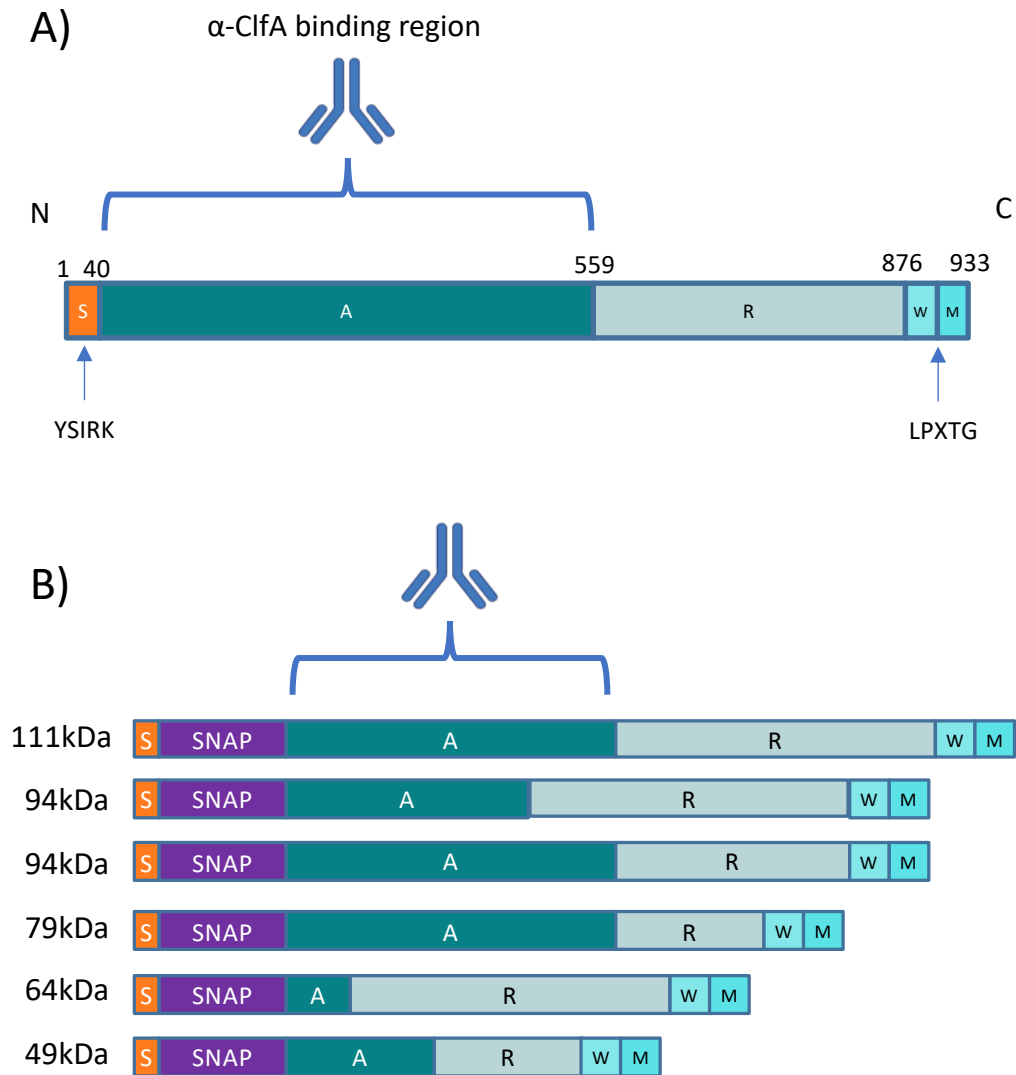 A)
α-ClfA binding region
N
C
1 40 559 876 933
S A R W M
YSIRK LPXTG
B)
111kDa S SNAP A R W M
94kDa S SNAP A R W M
94kDa S SNAP A R W M
79kDa S SNAP A R W M
64kDa S SNAP A R W M
49kDa S SNAP A R W M